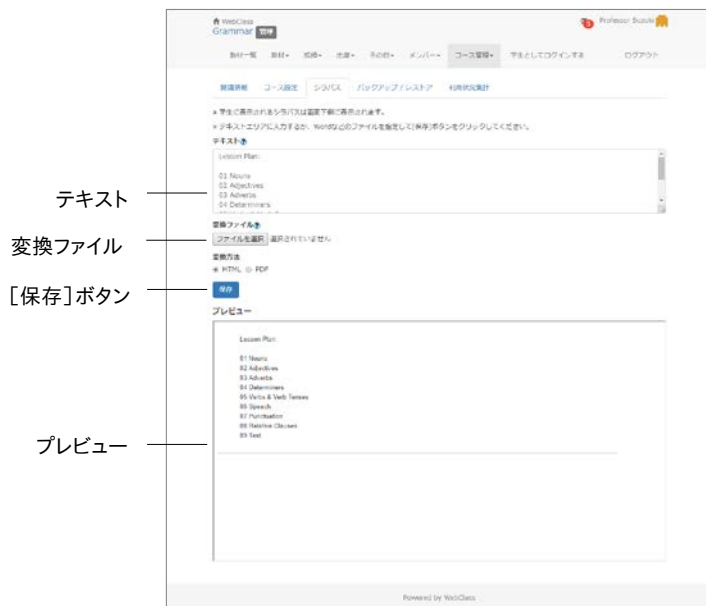 WebClass
Professor Suzuki
Grammar 管理
教材一覧 教材 成績 出席 その他 メンバー コース管理 学生としてログインする ログアウト
開講情報 コース設定 シラバス バックアップ / レストア 利用状況集計
» 学生に表示されるシラバスは画面下側に表示されます。
» テキストエリアに入力するか、Wordなどのファイルを指定して[保存]ボタンをクリックしてください。
テキスト
Lesson Plan:
01 Nouns
02 Adjectives
03 Adverbs
04 Determiners
テキスト
変換ファイル
ファイルを選択 選択されていません
変換ファイル
変換方法
HTML PDF
保存
[保存]ボタン
プレビュー
Lesson Plan:
01 Nouns
02 Adjectives
03 Adverbs
04 Determiners
05 Verbs & Verb Tenses
06 Speech
07 Punctuation
08 Relative Clauses
09 Test
プレビュー
Powered by WebClass